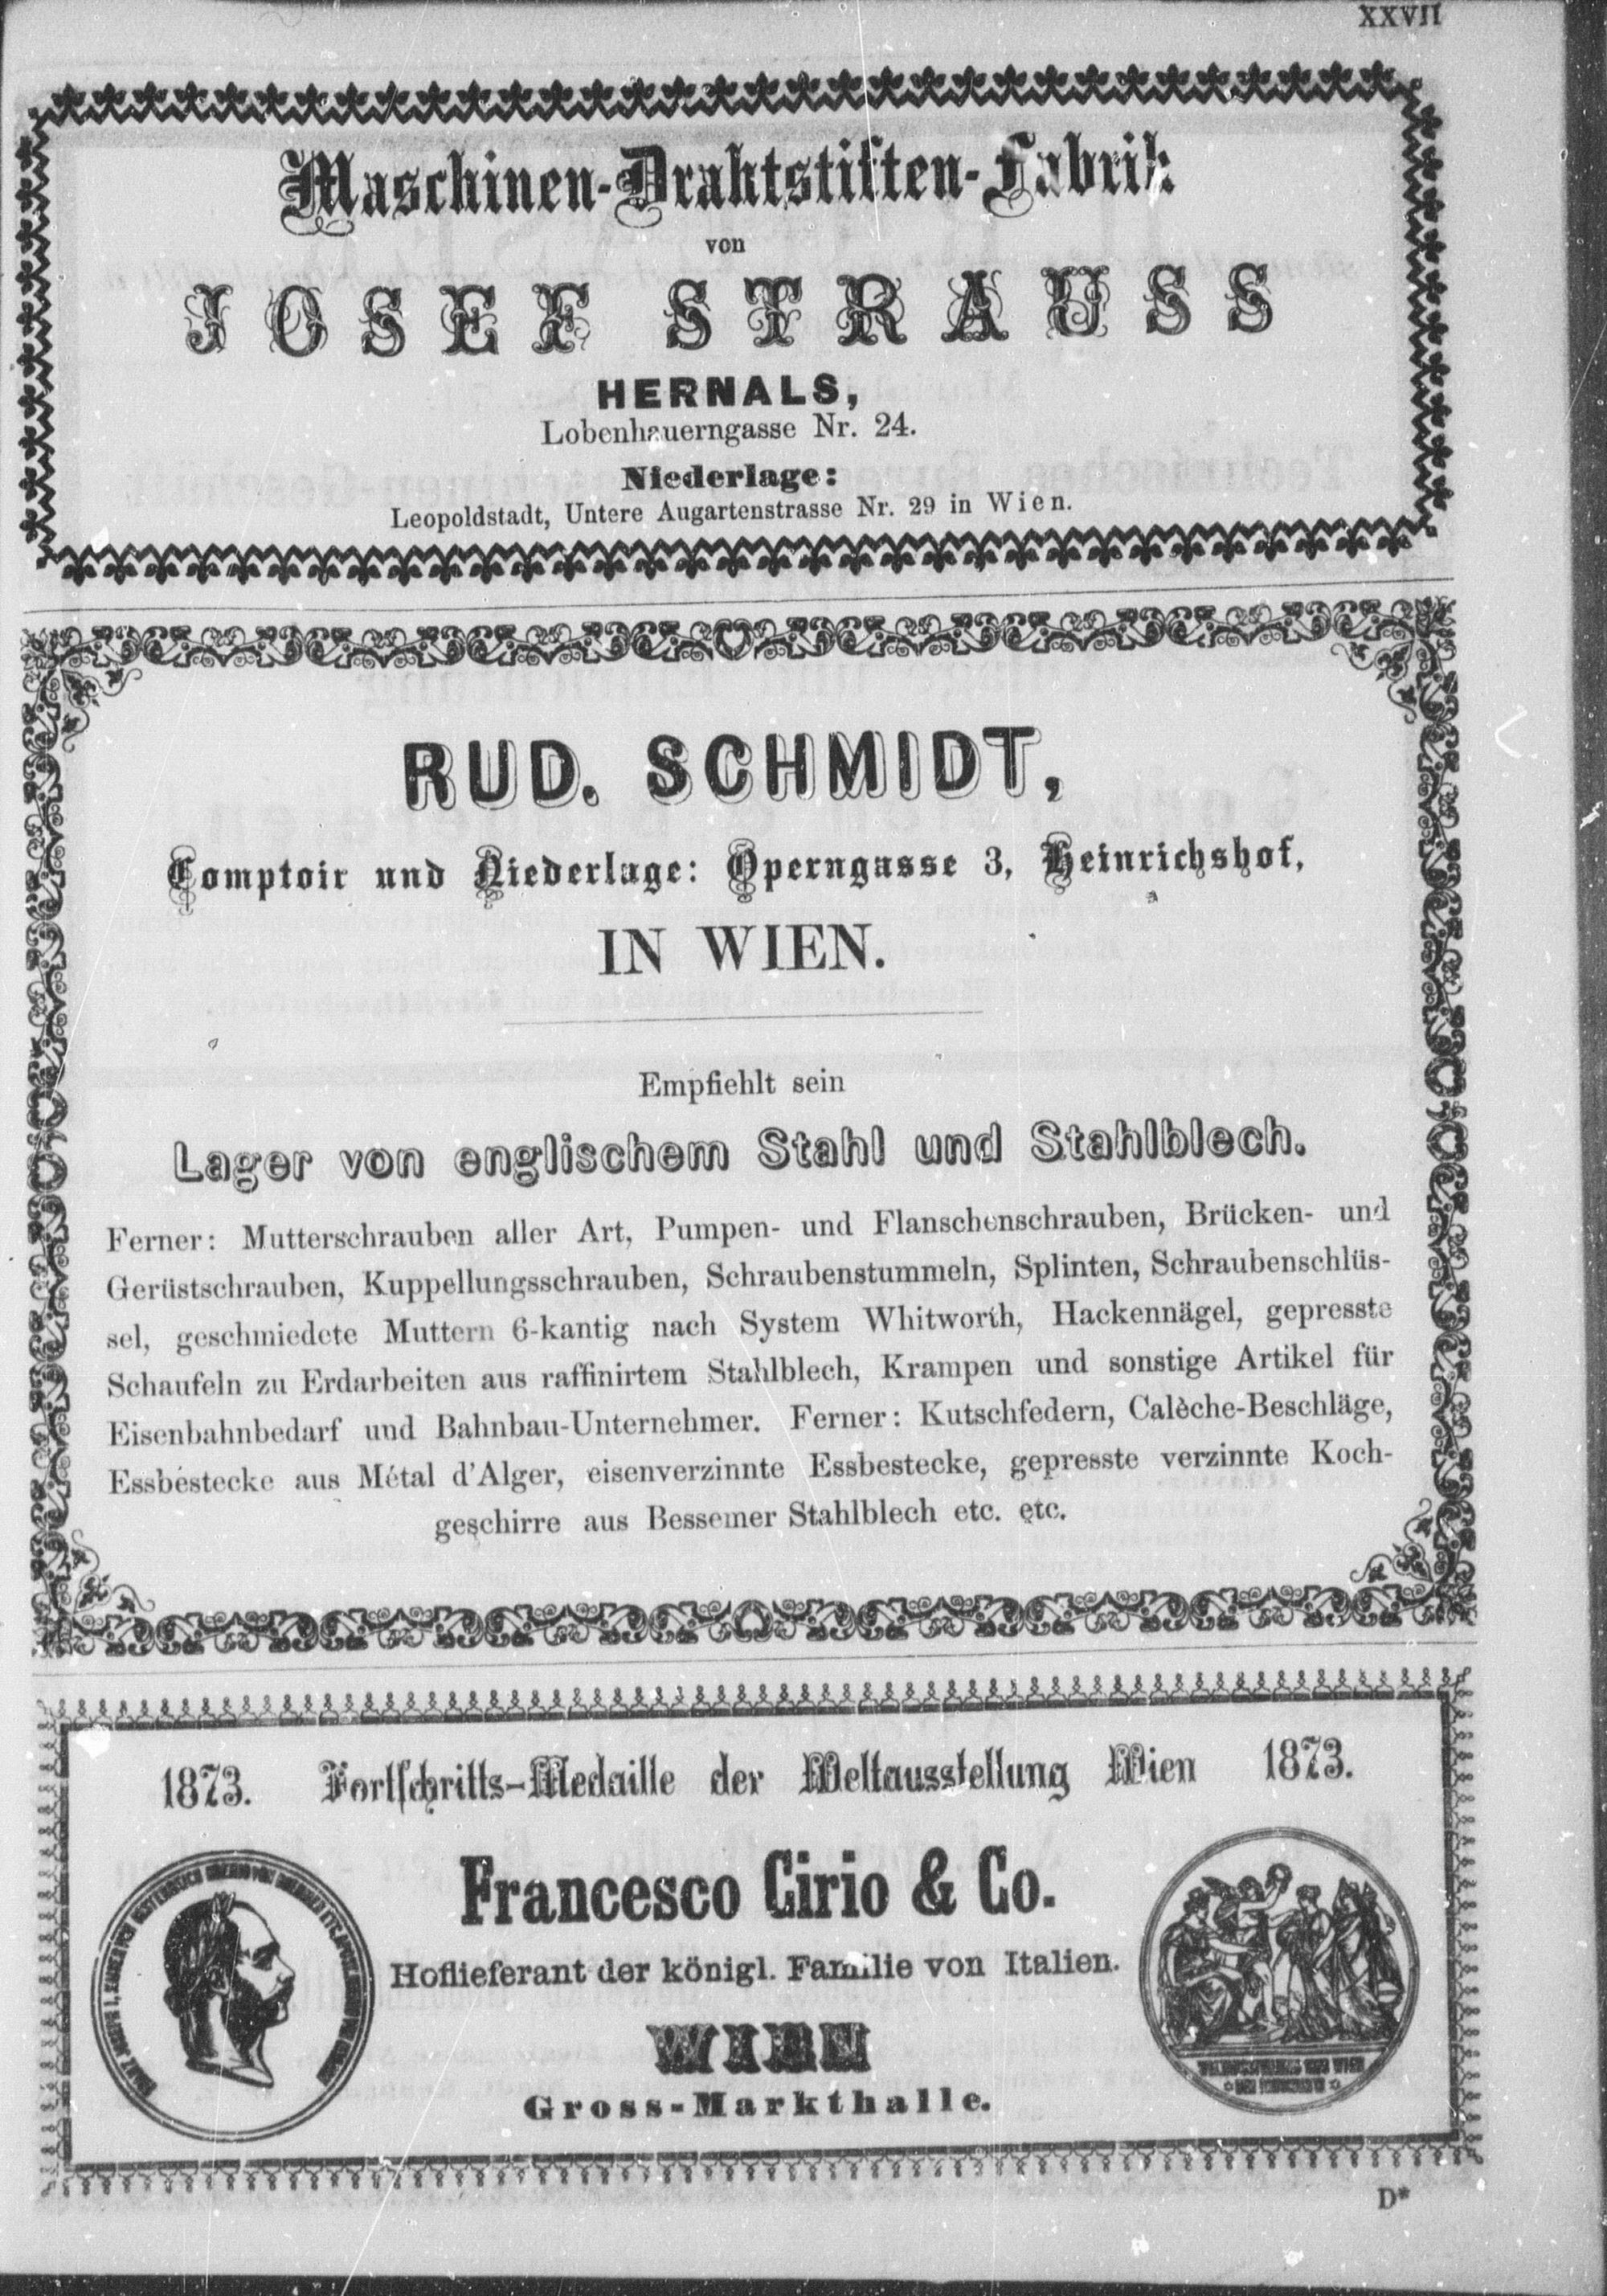 XXVII
Maschinen-Drahtstiften-Fabrik
von
JOSEF STRAUSS
HERNALS,
Lobenhauerngasse Nr. 24.
Niederlage:
Leopoldstadt, Untere Augartenstrasse Nr. 29 in Wien.
RUD. SCHMIDT,
Comptoir und Niederlage: Operngasse 3, Heinrichshof,
IN WIEN.
Empfiehlt sein
Lager von englischem Stahl und Stahlblech.
Ferner: Mutterschrauben aller Art, Pumpen- und Flanschenschrauben, Brücken- und
Gerüstschrauben, Kuppellungsschrauben, Schraubenstummeln, Splinten, Schraubenschlüs-
sel, geschmiedete Muttern 6-kantig nach System Whitworth, Hackennägel, gepresste
Schaufeln zu Erdarbeiten aus raffinirtem Stahlblech, Krampen und sonstige Artikel für
Eisenbahnbedarf und Bahnbau-Unternehmer. Ferner: Kutschfedern, Calèche-Beschläge,
Essbestecke aus Métal d'Alger, eisenverzinnte Essbestecke, gepresste verzinnte Koch-
geschirre aus Bessemer Stahlblech etc. etc.
1873. Fortschritts-Medaille der Weltausstellung Wien 1873.
Francesco Cirio & Co.
Hoflieferant der königl. Familie von Italien.
WIEN
Gross-Markthalle.
FRANZ JOSEPH I, KAISER VON OESTERREICH
D*